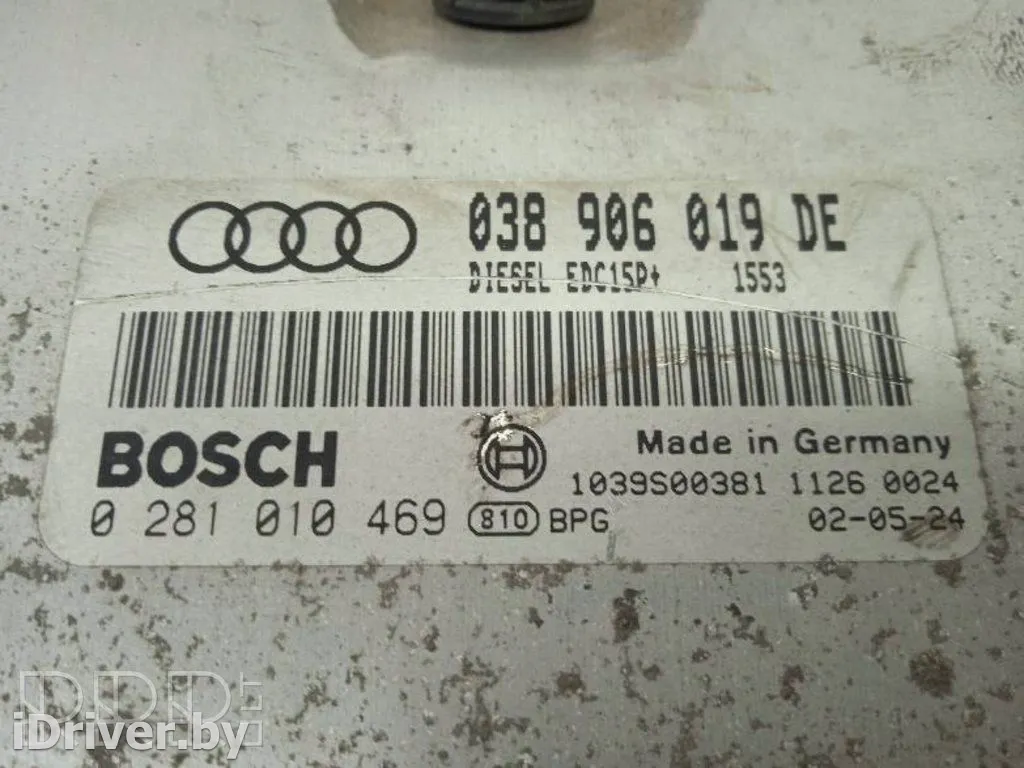 038 906 019 DE
DIESEL EDC15P+ 1553
BOSCH
Made in Germany
1039S00381 1126 0024
0 281 010 469 810 BPG 02-05-24
iDriver.by